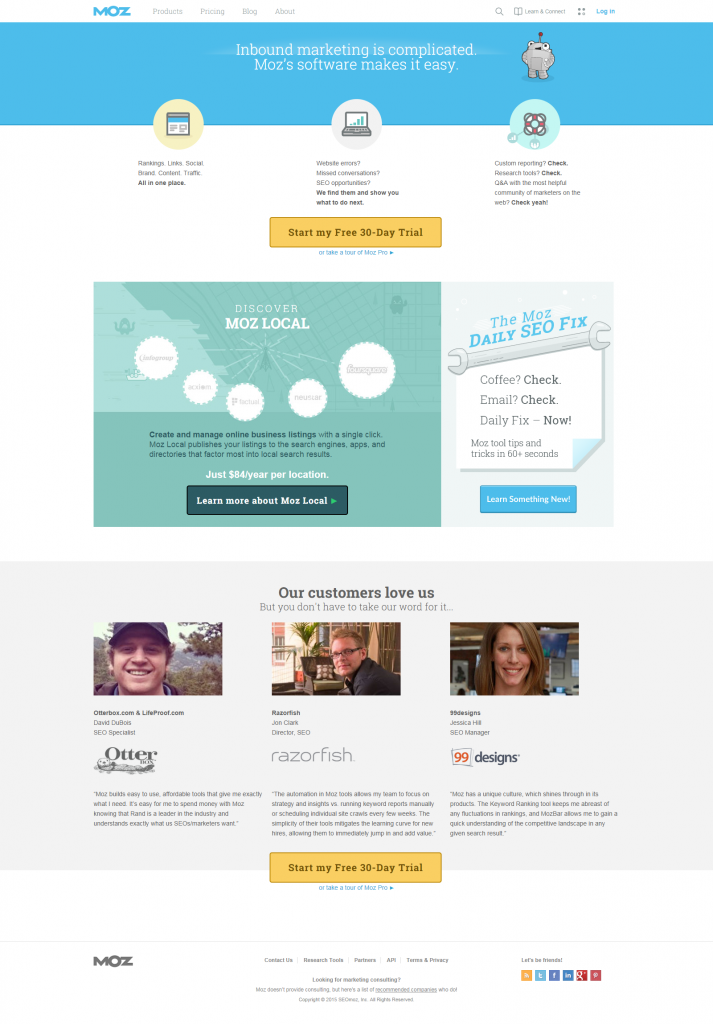 MOZ
Products
Pricing
Blog
About
Learn & Connect
Log in
Inbound marketing is complicated.
Moz's software makes it easy.
Rankings. Links. Social.
Brand. Content. Traffic.
All in one place.
Website errors?
Missed conversations?
SEO opportunities?
We find them and show you
what to do next.
Custom reporting? Check.
Research tools? Check.
Q&A with the most helpful
community of marketers on the
web? Check yeah!
Start my Free 30-Day Trial
or take a tour of Moz Pro ►
DISCOVER
MOZ LOCAL
infogroup
acxiom
Factual
neustar
foursquare
Create and manage online business listings with a single click.
Moz Local publishes your listings to the search engines, apps, and
directories that factor most into local search results.
Just $84/year per location.
Learn more about Moz Local ►
The Moz
DAILY SEO FIX
Coffee? Check.
Email? Check.
Daily Fix – Now!
Moz tool tips and
tricks in 60+ seconds
Learn Something New!
Our customers love us
But you don't have to take our word for it...
Otterbox.com & LifeProof.com
David DuBois
SEO Specialist
Otter
BOX
"Moz builds easy to use, affordable tools that give me exactly
what I need. It's easy for me to spend money with Moz
knowing that Rand is a leader in the industry and
understands exactly what us SEOs/marketers want."
Razorfish
Jon Clark
Director, SEO
razorfish.
"The automation in Moz tools allows my team to focus on
strategy and insights vs. running keyword reports manually
or scheduling individual site crawls every few weeks. The
simplicity of their tools mitigates the learning curve for new
hires, allowing them to immediately jump in and add value."
99designs
Jessica Hill
SEO Manager
99designs
"Moz has a unique culture, which shines through in its
products. The Keyword Ranking tool keeps me abreast of
any fluctuations in rankings, and MozBar allows me to gain a
quick understanding of the competitive landscape in any
given search result."
Start my Free 30-Day Trial
or take a tour of Moz Pro ►
MOZ
Contact Us
Research Tools
Partners
API
Terms & Privacy
Looking for marketing consulting?
Moz doesn't provide consulting, but here's a list of recommended companies who do!
Copyright © 2015 SEOmoz, Inc. All Rights Reserved.
Let's be friends!